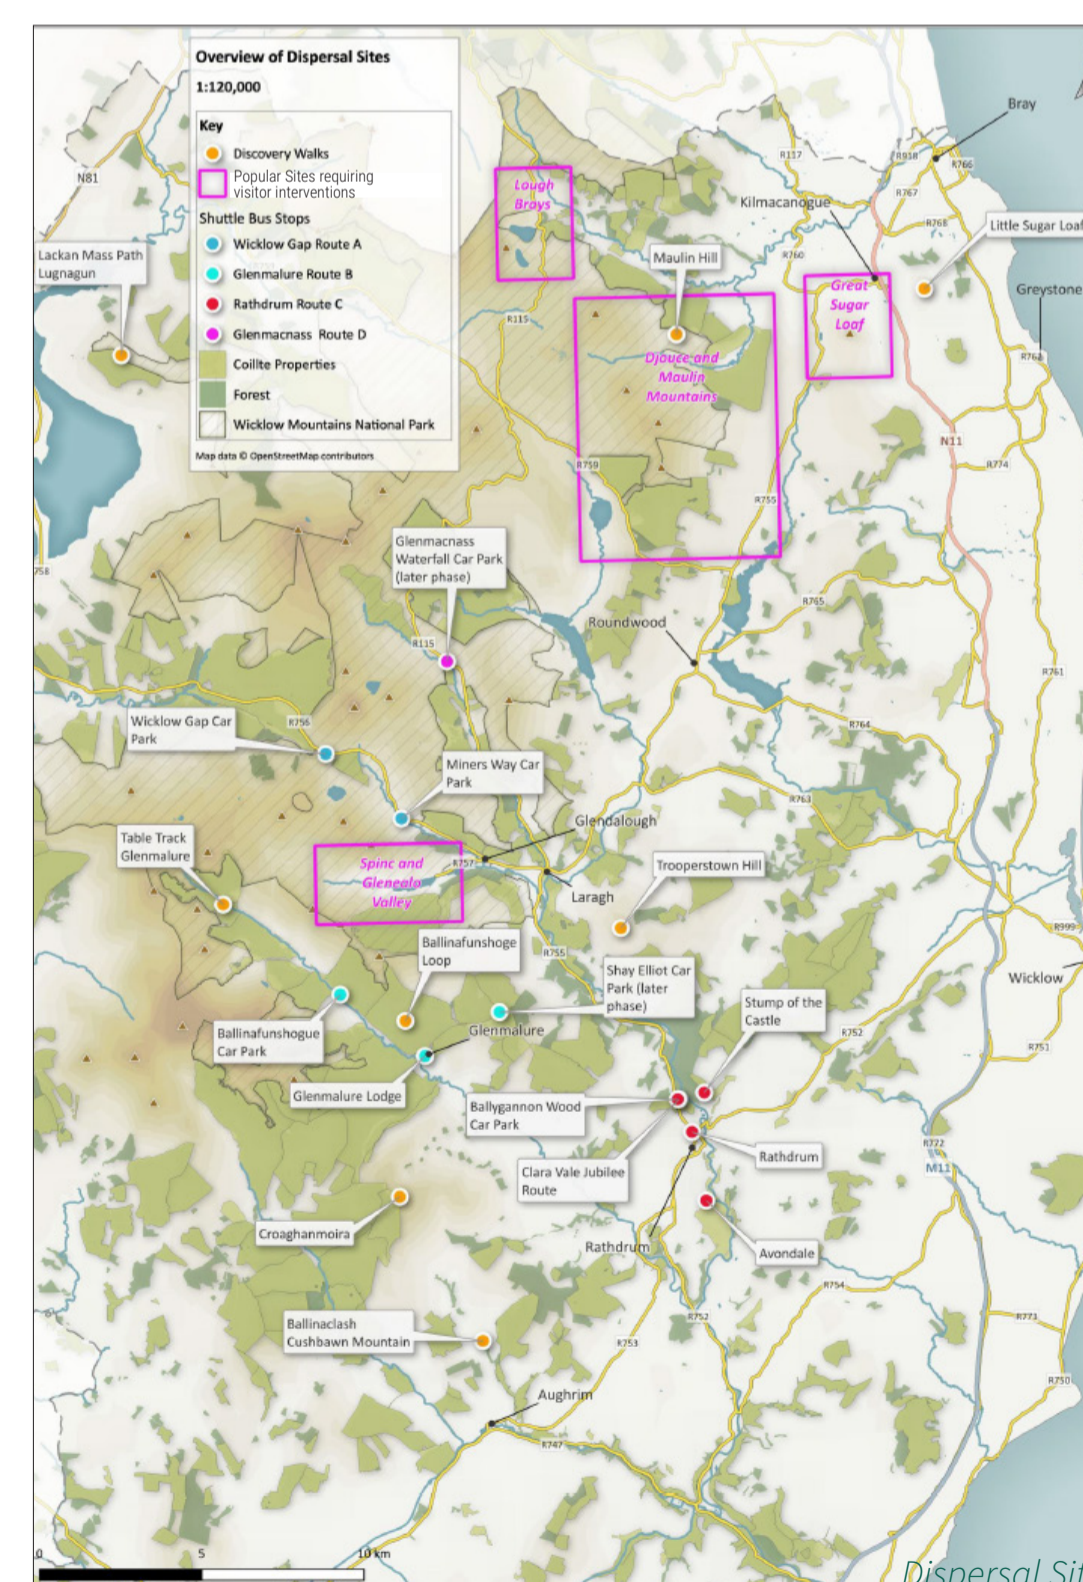 Overview of Dispersal Sites
1:120,000
Key
Discovery Walks
Popular Sites requiring
visitor interventions
Shuttle Bus Stops
Wicklow Gap Route A
Glenmalure Route B
Rathdrum Route C
Glenmacnass Route D
Coillte Properties
Forest
Wicklow Mountains National Park
Map data © OpenStreetMap contributors
Bray
N81
R117
R918
R766
R767
Lough
Brays
Kilmacanogue
R768
Little Sugar Loaf
Lackan Mass Path
Lugnagun
Maulin Hill
R760
Great
Sugar
Loaf
Greystone
R115
R762
Djouce and
Maulin
Mountains
N11
R759
R774
R755
Glenmacnass
Waterfall Car Park
(later phase)
758
R765
Roundwood
R115
R761
Wicklow Gap Car
Park
R756
R764
Miners Way Car
Park
R763
Glendalough
Table Track
Glenmalure
Spinc and
Glenealo
Valley
R757
Trooperstown Hill
Laragh
R999
Ballinafunshoge
Loop
R755
Shay Elliot Car
Park (later
phase)
Wicklow
Stump of the
Castle
Ballinafunshogue
Car Park
Glenmalure
R752
R751
Glenmalure Lodge
Ballygannon Wood
Car Park
R772
Rathdrum
M11
Clara Vale Jubilee
Route
Croaghanmoira
Rathdrum
Avondale
R754
Ballinaclash
Cushbawn Mountain
R752
R773
R753
R750
Aughrim
R747
0
5
10 km
Dispersal Sit